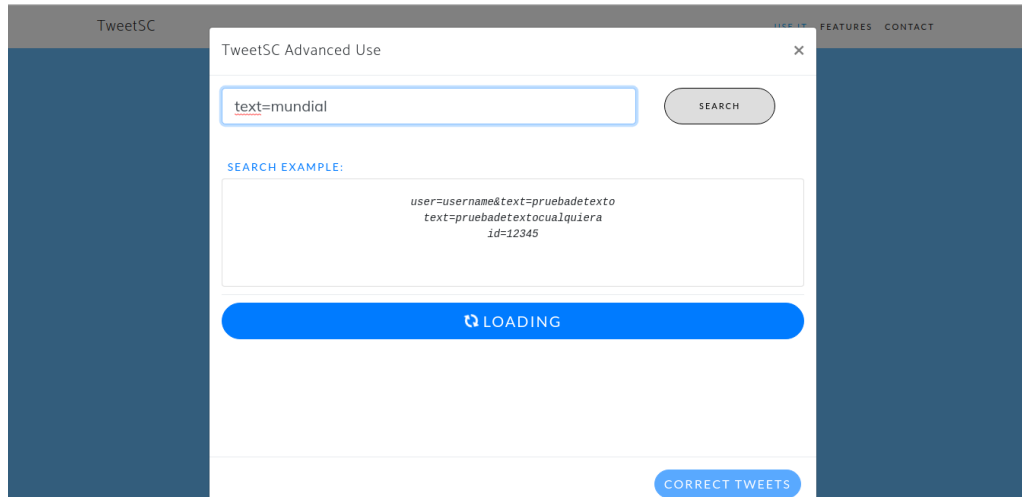 TweetSC
USE IT FEATURES CONTACT
TweetSC Advanced Use ×
text=mundial
SEARCH
SEARCH EXAMPLE:
user=username&text=pruebadetexto
text=pruebadetextocualquiera
id=12345
LOADING
CORRECT TWEETS